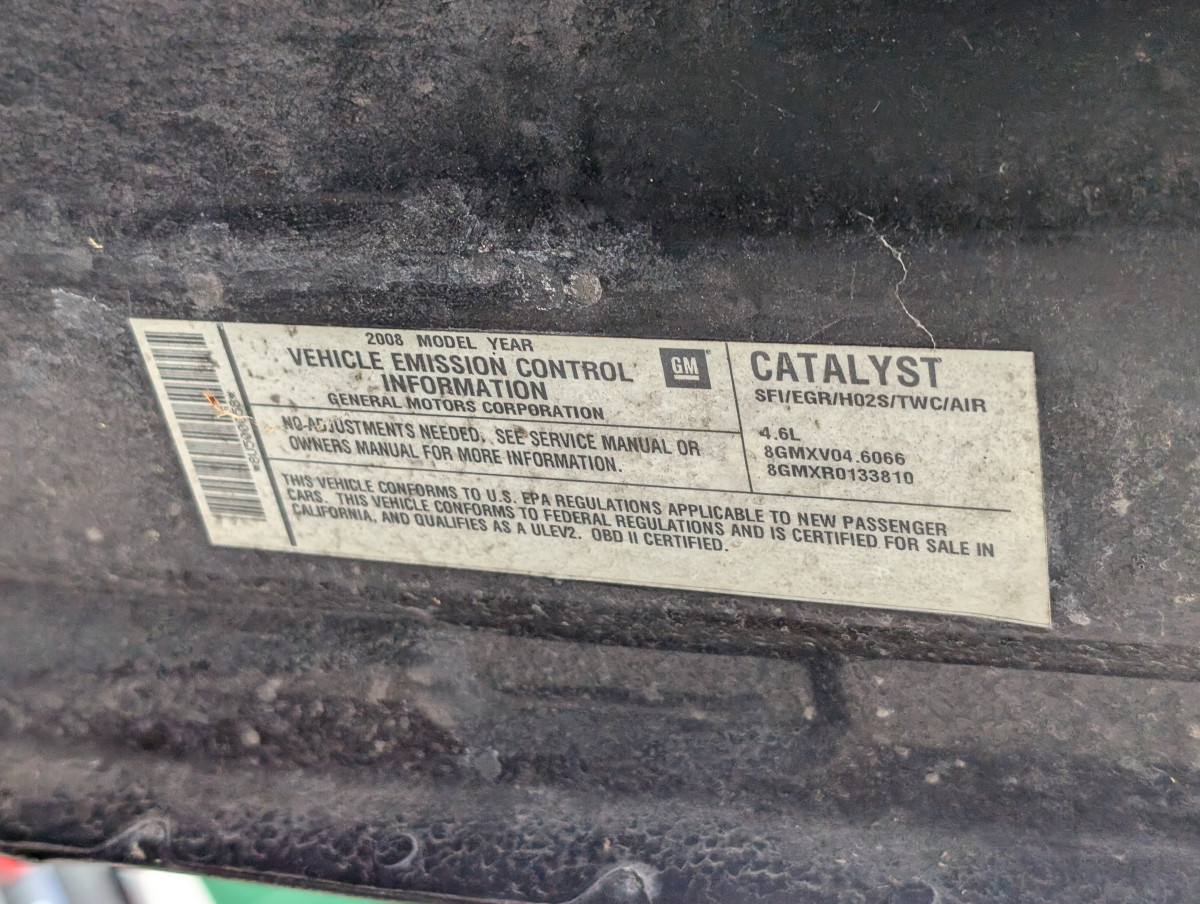 2008 MODEL YEAR
VEHICLE EMISSION CONTROL
INFORMATION
GENERAL MOTORS CORPORATION
GM
CATALYST
SFI/EGR/H02S/TWC/AIR
4.6L
8GMXV04.6066
8GMXR0133810
NO ADJUSTMENTS NEEDED. SEE SERVICE MANUAL OR
OWNERS MANUAL FOR MORE INFORMATION.
THIS VEHICLE CONFORMS TO U.S. EPA REGULATIONS APPLICABLE TO NEW PASSENGER
CARS. THIS VEHICLE CONFORMS TO FEDERAL REGULATIONS AND IS CERTIFIED FOR SALE IN
CALIFORNIA, AND QUALIFIES AS A ULEV2. OBD II CERTIFIED.